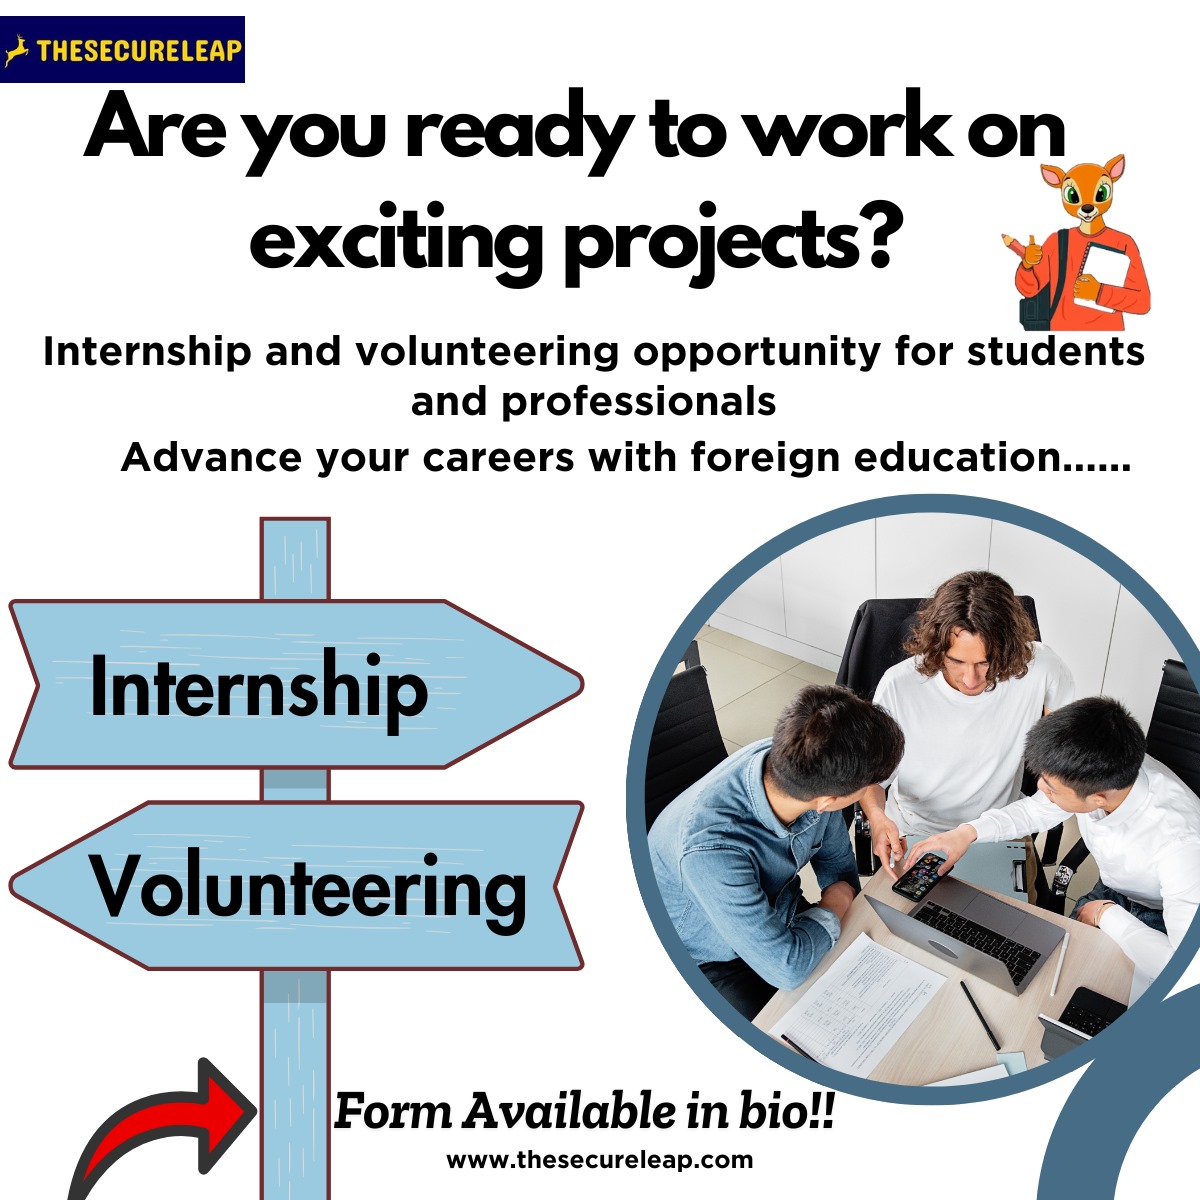 THESECURELEAP
Are you ready to work on
exciting projects?
Internship and volunteering opportunity for students
and professionals
Advance your careers with foreign education......
Internship
Volunteering
Form Available in bio!!
www.thesecureleap.com